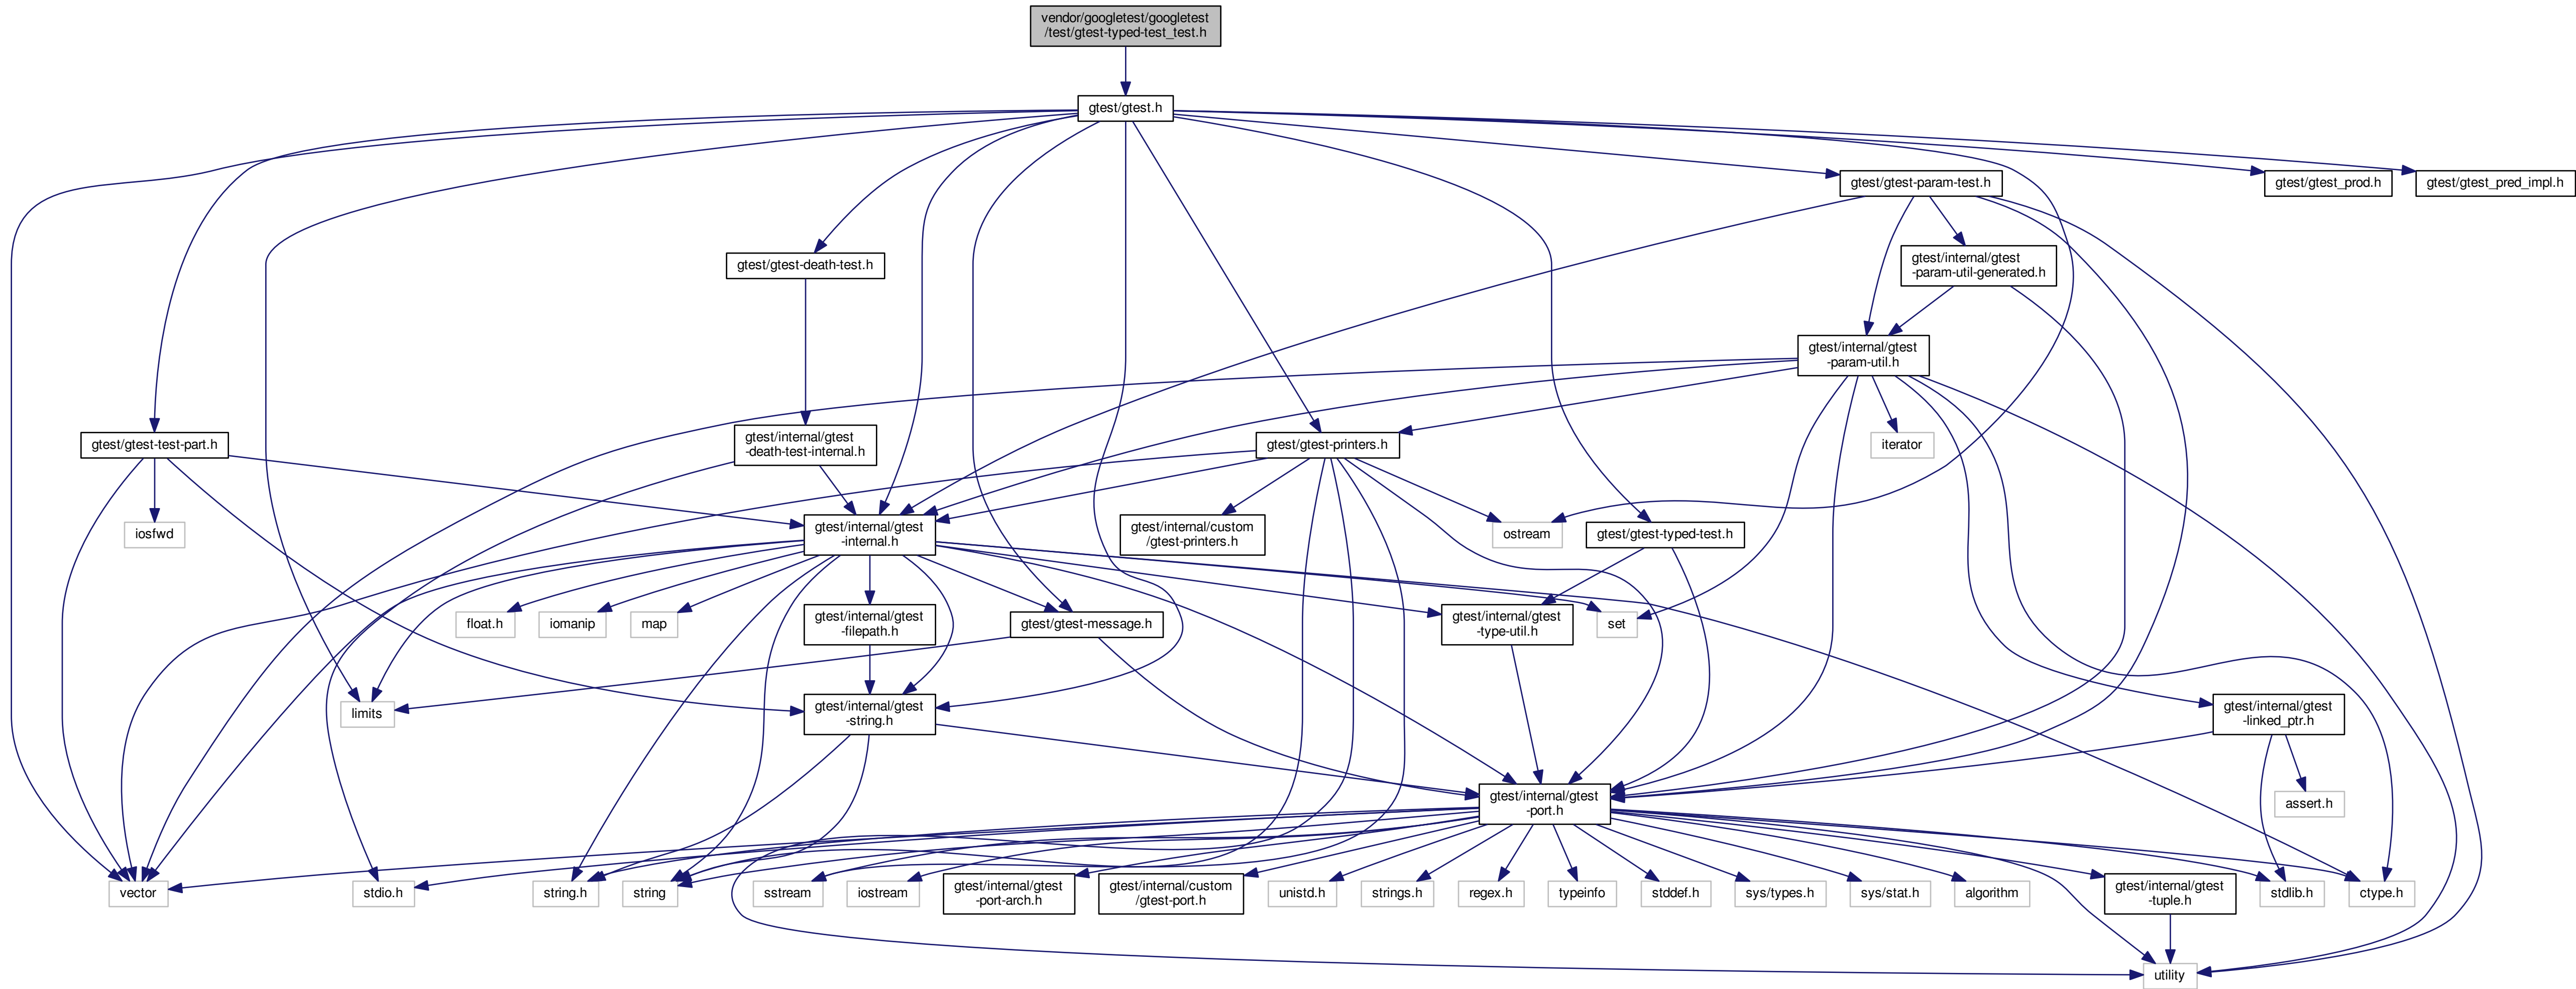 vendor/googletest/googletest
/test/gtest-typed-test_test.h
gtest/gtest.h
gtest/gtest-param-test.h
gtest/gtest_prod.h
gtest/gtest_pred_impl.h
gtest/gtest-death-test.h
gtest/internal/gtest
-param-util-generated.h
gtest/internal/gtest
-param-util.h
gtest/gtest-test-part.h
gtest/internal/gtest
-death-test-internal.h
gtest/gtest-printers.h
iterator
iosfwd
gtest/internal/gtest
-internal.h
gtest/internal/custom
/gtest-printers.h
ostream
gtest/gtest-typed-test.h
float.h
iomanip
map
gtest/internal/gtest
-filepath.h
gtest/gtest-message.h
gtest/internal/gtest
-type-util.h
set
limits
gtest/internal/gtest
-string.h
gtest/internal/gtest
-linked_ptr.h
gtest/internal/gtest
-port.h
assert.h
vector
stdio.h
string.h
string
sstream
iostream
gtest/internal/gtest
-port-arch.h
gtest/internal/custom
/gtest-port.h
unistd.h
strings.h
regex.h
typeinfo
stddef.h
sys/types.h
sys/stat.h
algorithm
gtest/internal/gtest
-tuple.h
stdlib.h
ctype.h
utility